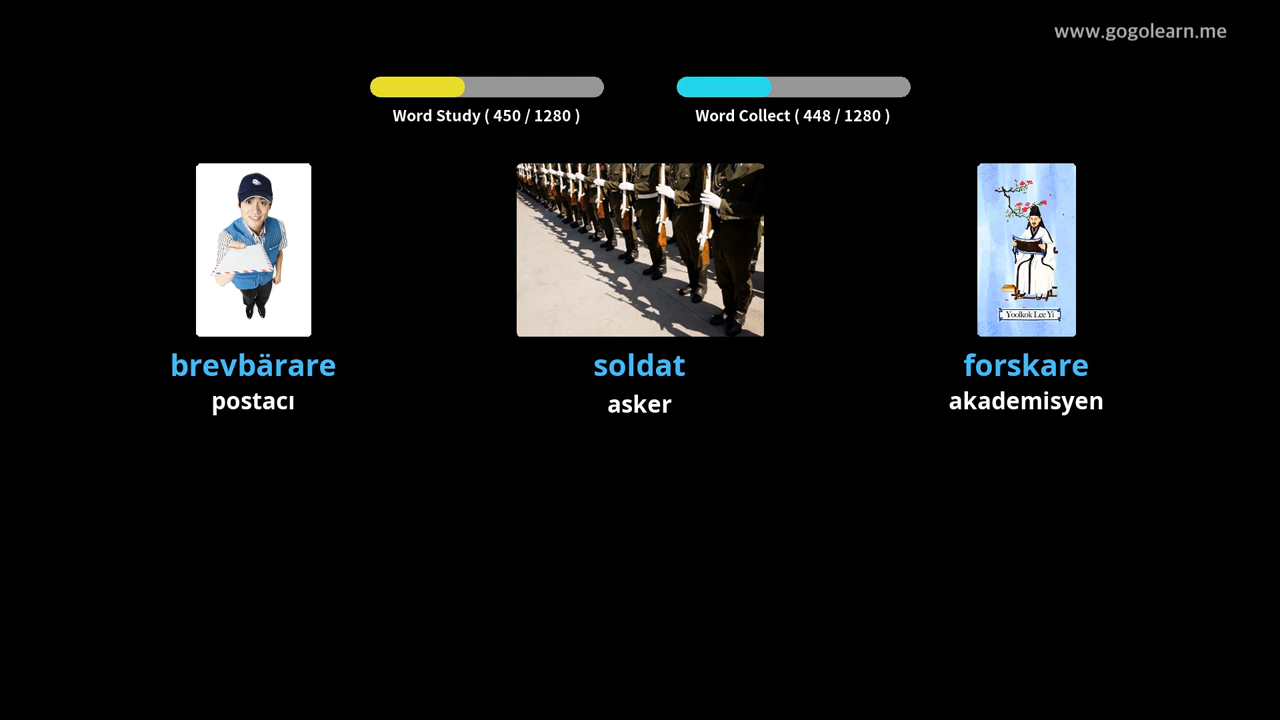 www.gogolearn.me
Word Study ( 450 / 1280 )
Word Collect ( 448 / 1280 )
Yoolkok Lee Yi
brevbärare
soldat
forskare
postacı
asker
akademisyen